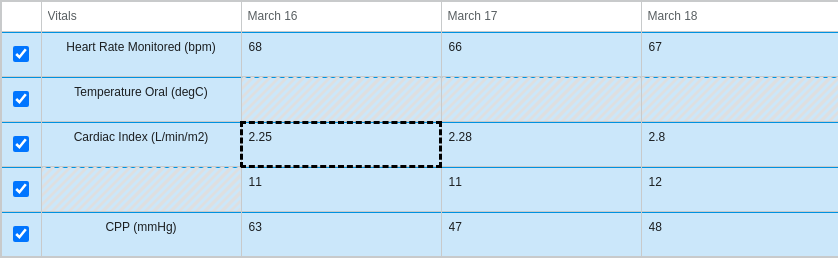 Vitals March 16 March 17 March 18
Heart Rate Monitored (bpm) 68 66 67
Temperature Oral (degC)
Cardiac Index (L/min/m2) 2.25 2.28 2.8
11 11 12
CPP (mmHg) 63 47 48